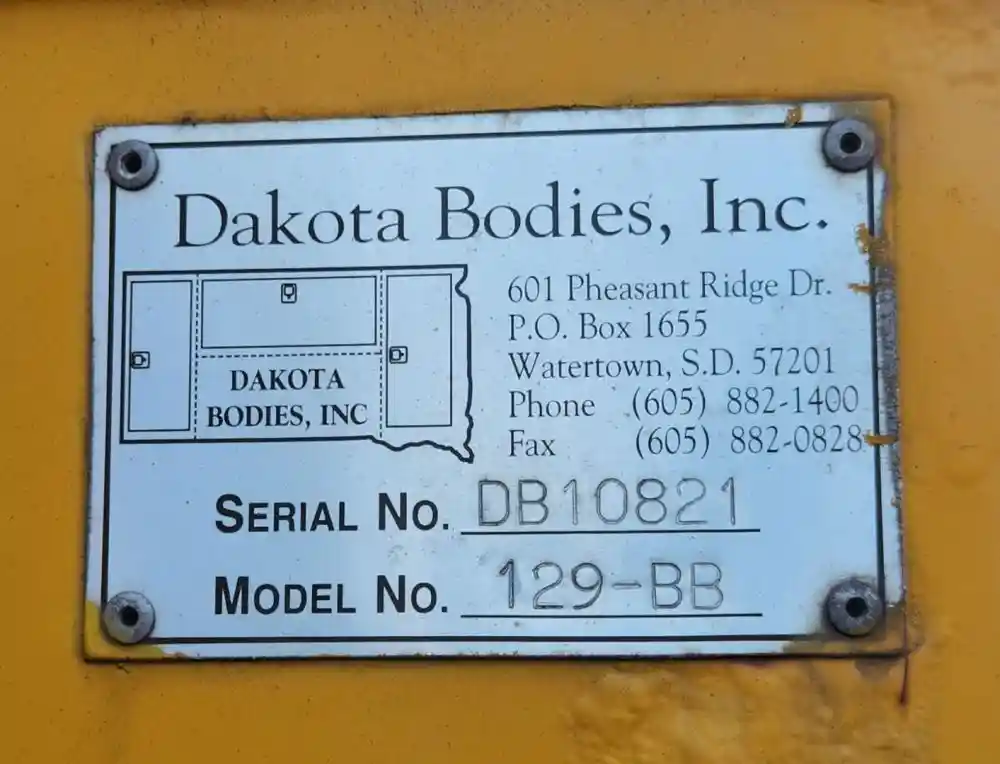 Dakota Bodies, Inc.
DAKOTA
BODIES, INC
601 Pheasant Ridge Dr.
P.O. Box 1655
Watertown, S.D. 57201
Phone (605) 882-1400
Fax (605) 882-0828
SERIAL NO. DB10821
MODEL NO. 129-BB